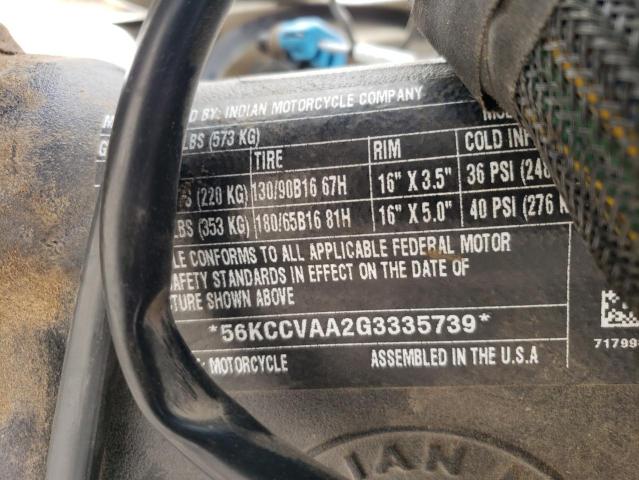 BY: INDIAN MOTORCYCLE COMPANY
LBS (573 KG)
TIRE RIM COLD INF
(220 KG) 130/90B16 67H 16" X 3.5" 36 PSI (248
LBS (353 KG) 180/65B16 81H 16" X 5.0" 40 PSI (276
CONFORMS TO ALL APPLICABLE FEDERAL MOTOR
AFETY STANDARDS IN EFFECT ON THE DATE OF
TURE SHOWN ABOVE
*56KCCVAA2G3335739*
: MOTORCYCLE ASSEMBLED IN THE U.S.A
7179
IAN